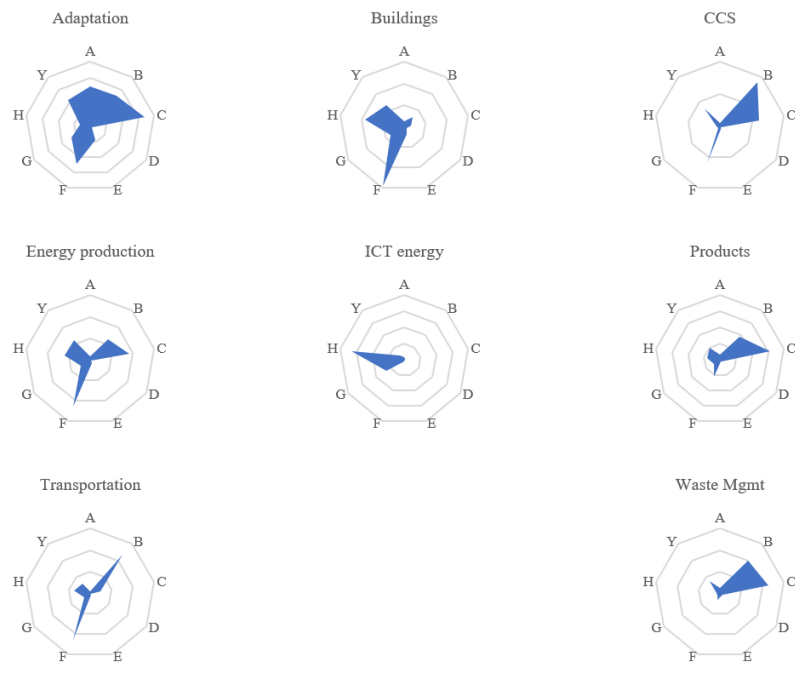 Adaptation
A
B
C
D
E
F
G
H
Y
Buildings
A
B
C
D
E
F
G
H
Y
CCS
A
B
C
D
E
F
G
H
Y
Energy production
A
B
C
D
E
F
G
H
Y
ICT energy
A
B
C
D
E
F
G
H
Y
Products
A
B
C
D
E
F
G
H
Y
Transportation
A
B
C
D
E
F
G
H
Y
Waste Mgmt
A
B
C
D
E
F
G
H
Y